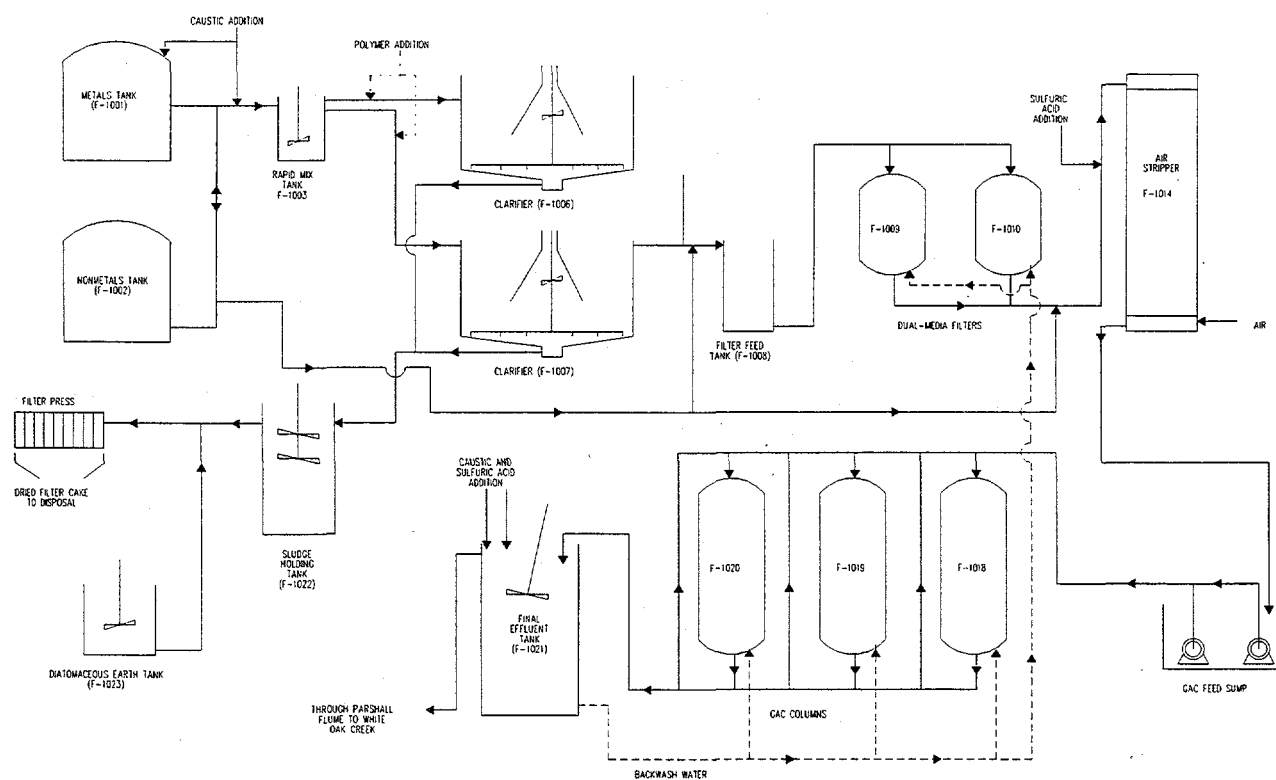 CAUSTIC ADDITION
METALS TANK
(F-1001)
POLYMER ADDITION
RAPID MIX
TANK
F-1003
CLARIFIER (F-1006)
NONMETALS TANK
(F-1002)
CLARIFIER (F-1007)
FILTER FEED
TANK (F-1008)
F-1009
F-1010
DUAL-MEDIA FILTERS
SULFURIC
ACID
ADDITION
AIR
STRIPPER
F-1014
AIR
FILTER PRESS
DRIED FILTER CAKE
TO DISPOSAL
SLUDGE
HOLDING
TANK
(F-1022)
DIATOMACEOUS EARTH TANK
(F-1023)
CAUSTIC AND
SULFURIC ACID
ADDITION
FINAL
EFFLUENT
TANK
(F-1021)
THROUGH PARSHALL
FLUME TO WHITE
OAK CREEK
F-1020
F-1019
F-1018
GAC COLUMNS
BACKWASH WATER
GAC FEED SUMP